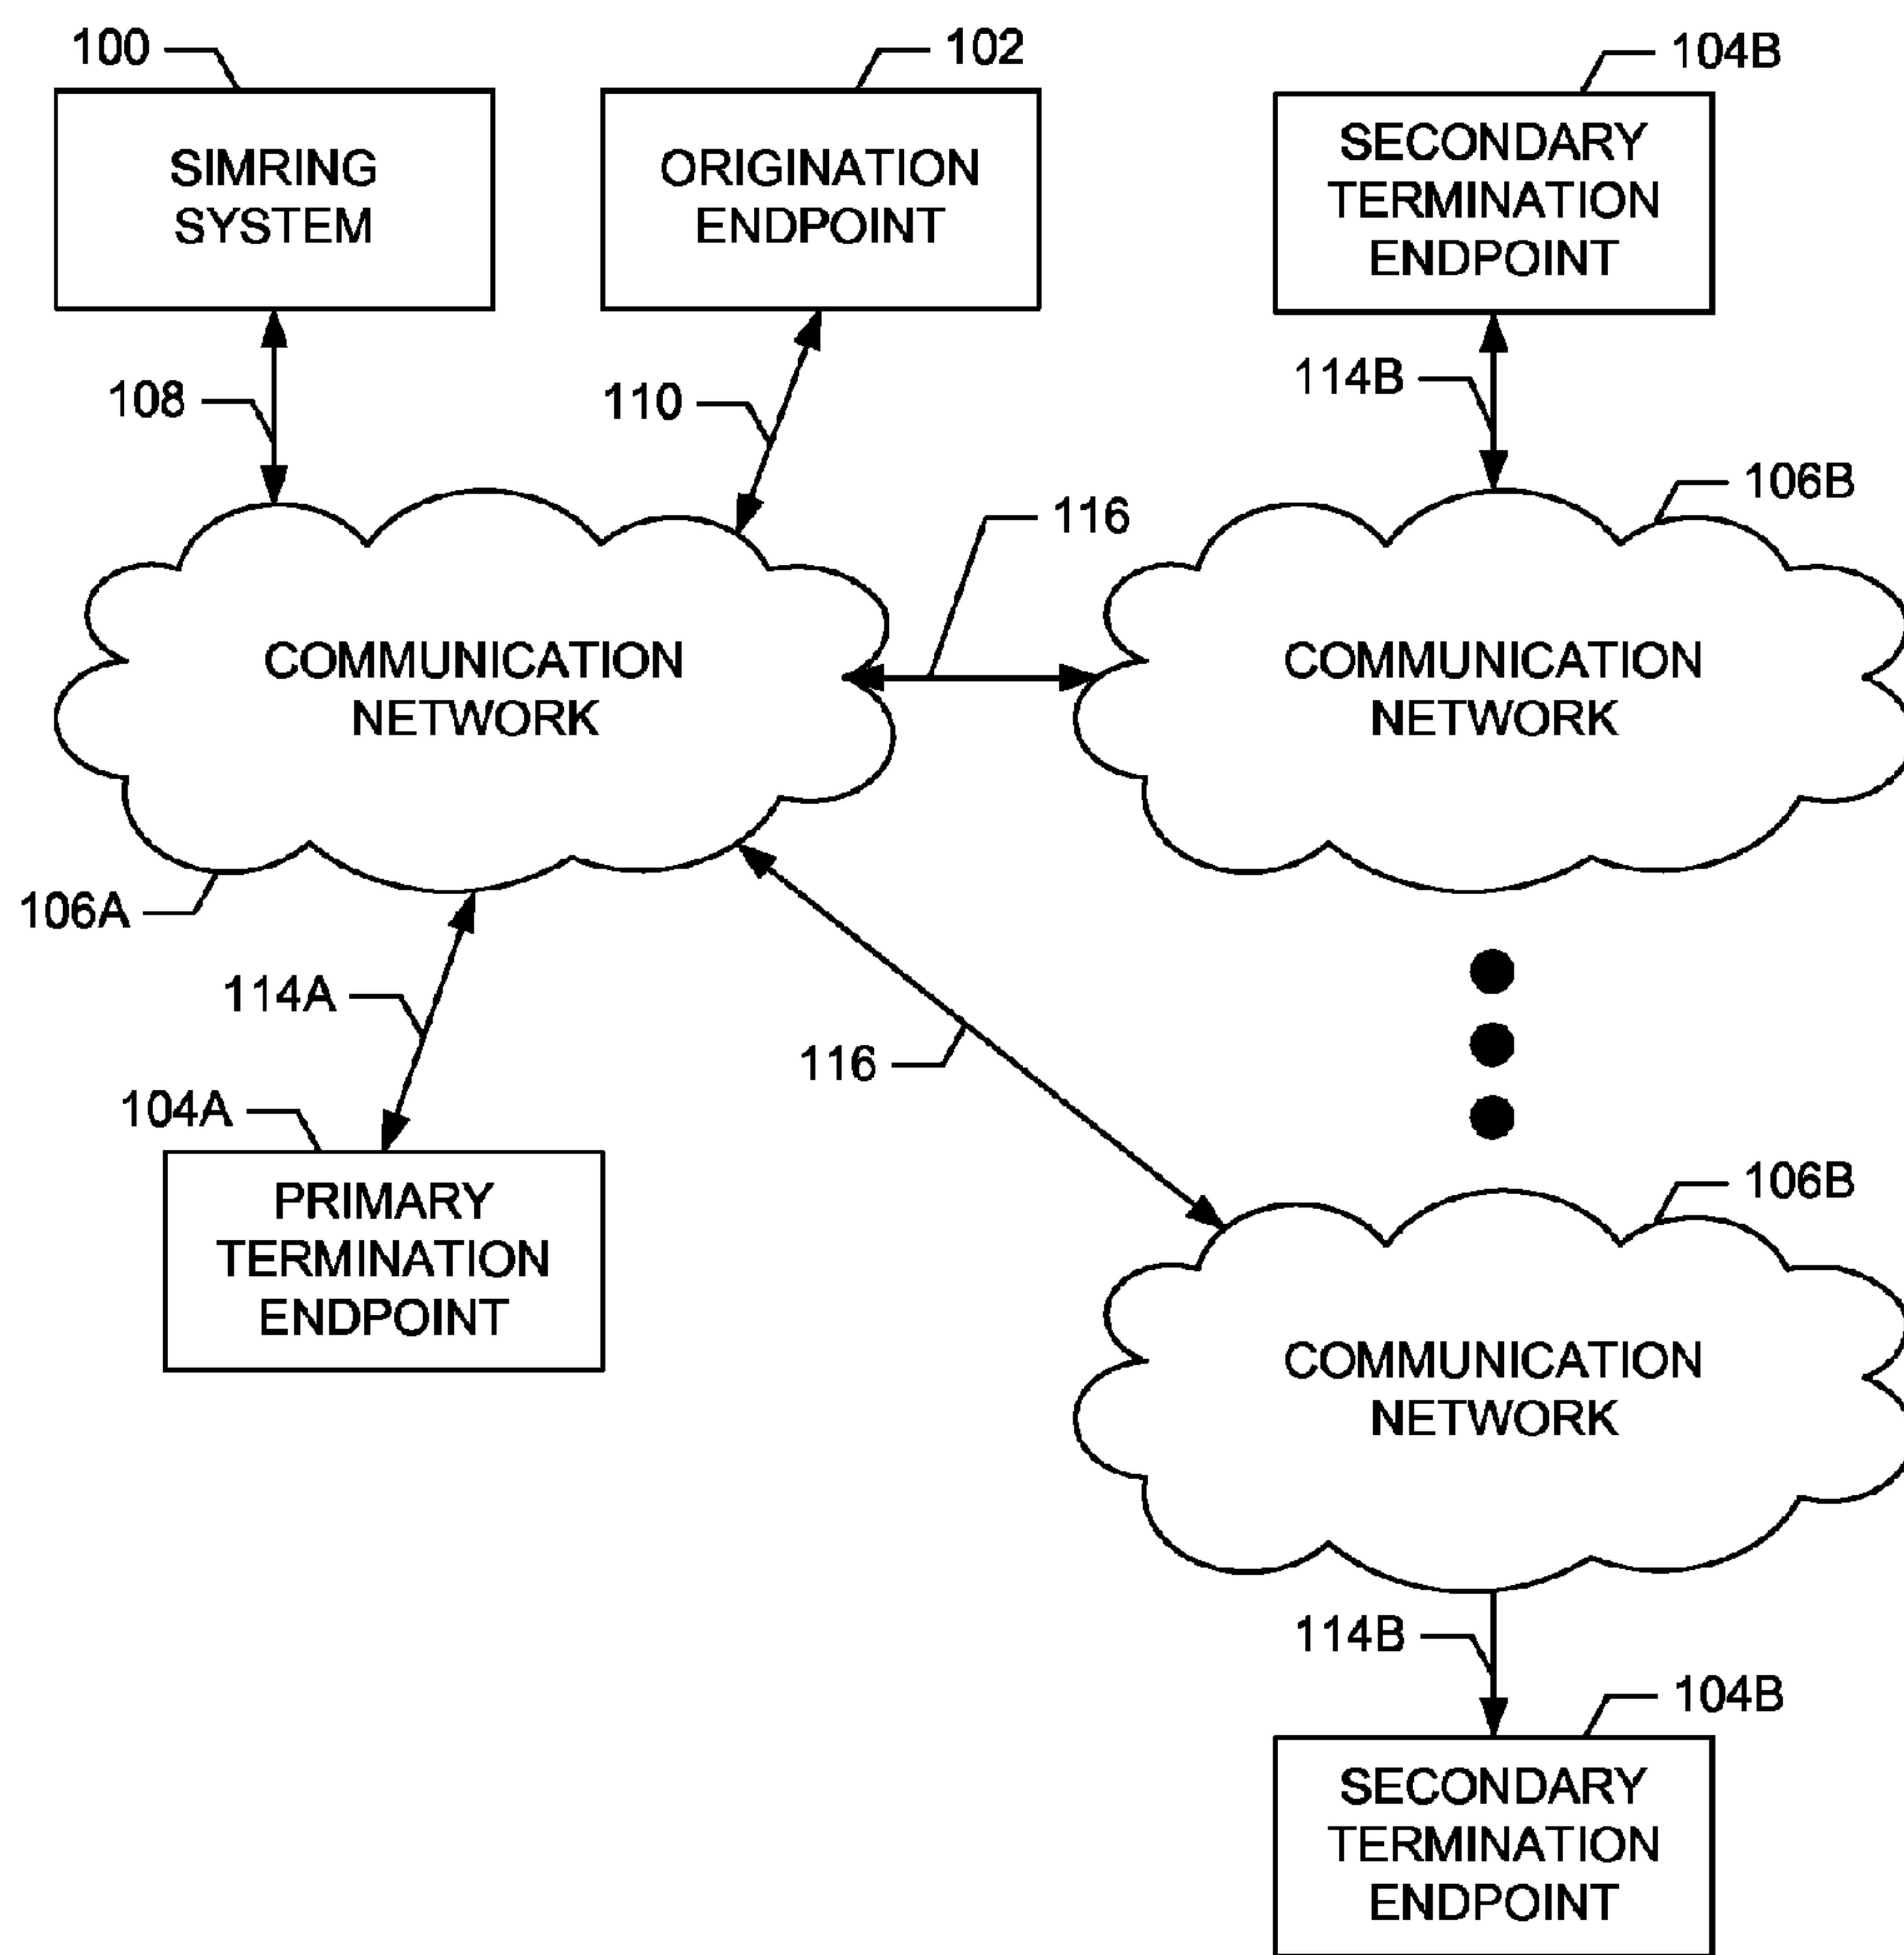 100
102
104B
SIMRING
SYSTEM
ORIGINATION
ENDPOINT
SECONDARY
TERMINATION
ENDPOINT
108
110
114B
106B
116
COMMUNICATION
NETWORK
COMMUNICATION
NETWORK
106A
114A
116
104A
PRIMARY
TERMINATION
ENDPOINT
106B
COMMUNICATION
NETWORK
114B
104B
SECONDARY
TERMINATION
ENDPOINT